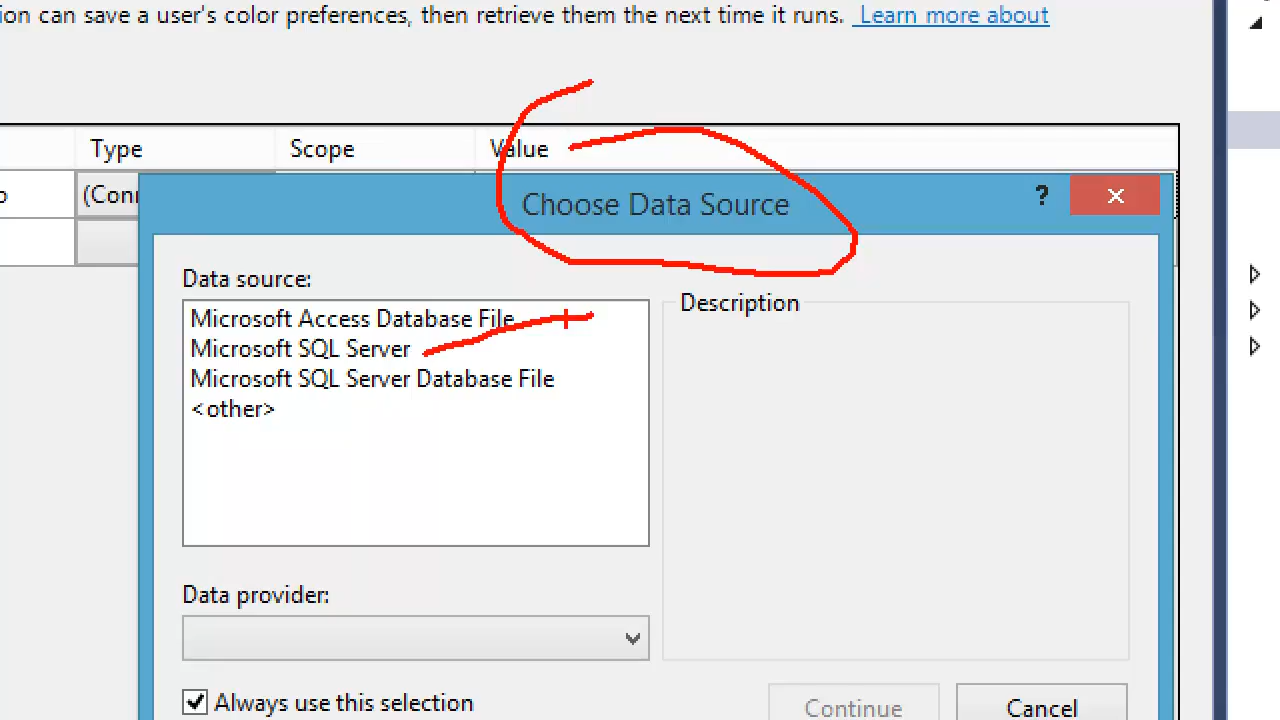 ion can save a user's color preferences, then retrieve them the next time it runs. Learn more about
Type Scope Value
o (Conn
Choose Data Source ?
Data source:
Microsoft Access Database File
Microsoft SQL Server
Microsoft SQL Server Database File
<other>
Description
Data provider:
Always use this selection
Continue Cancel